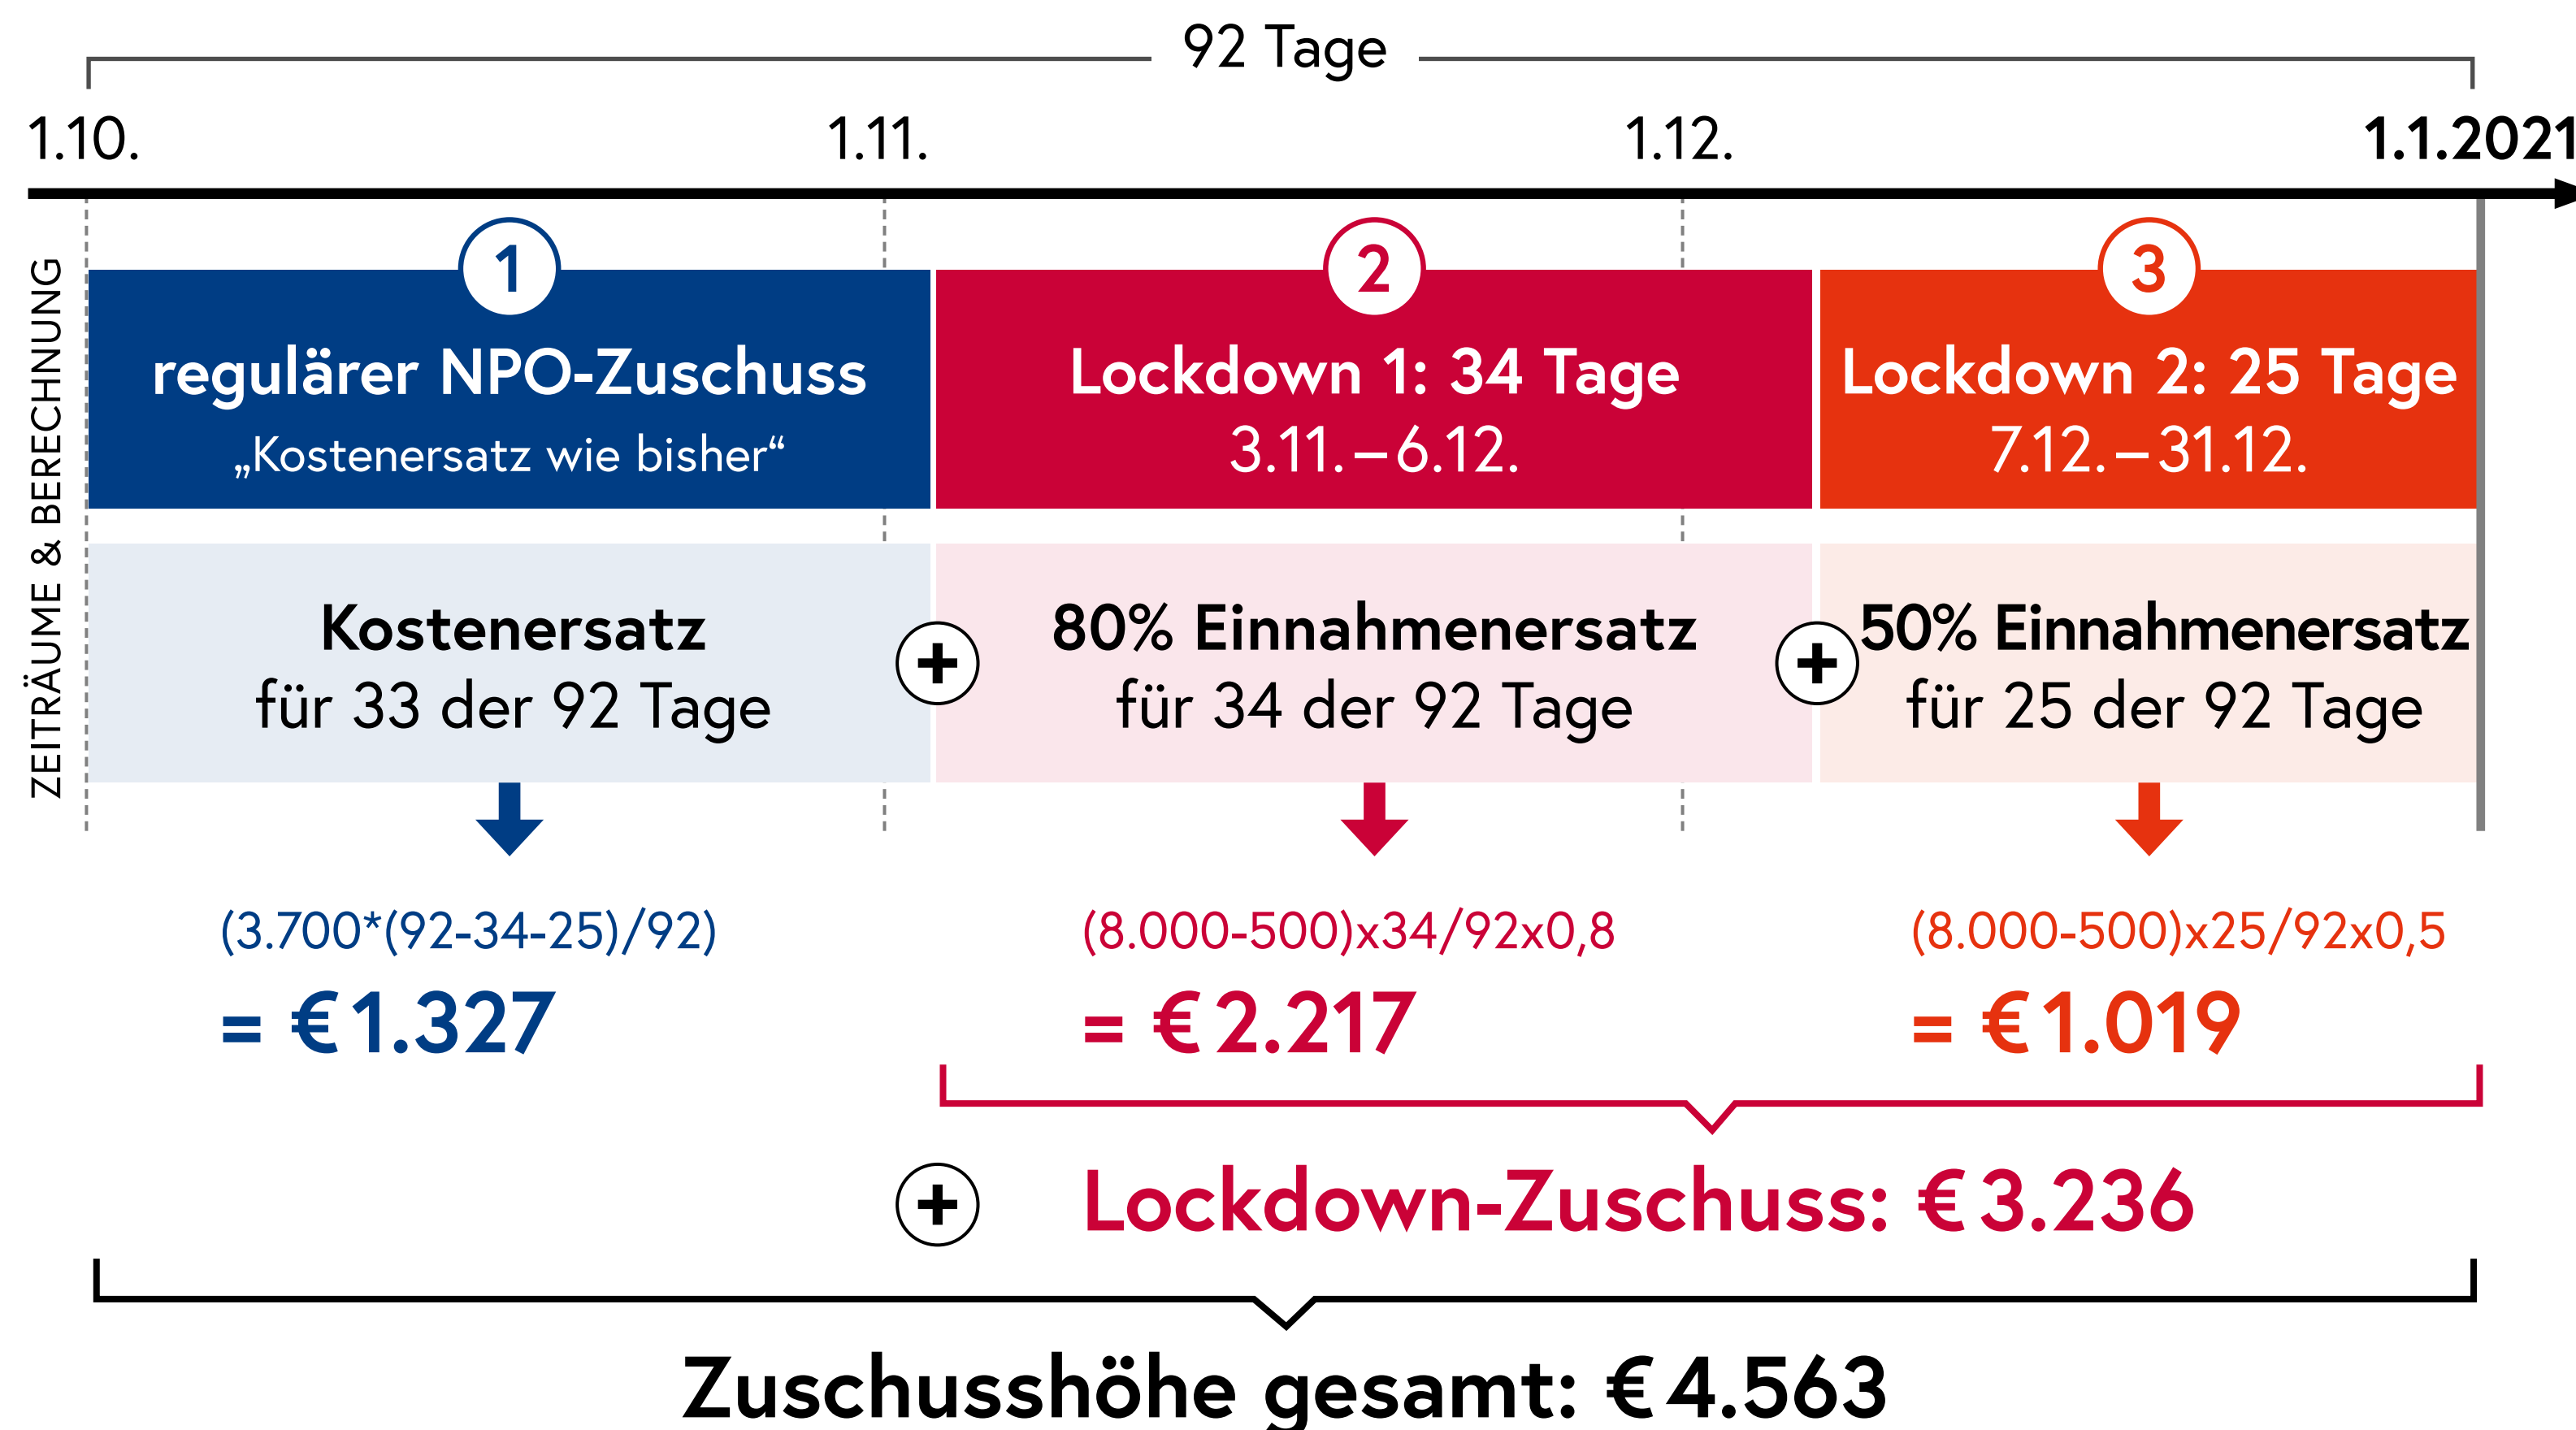 92 Tage
1.10.
1.11.
1.12.
1.1.2021
ZEITRÄUME & BERECHNUNG
1
regulärer NPO-Zuschuss
„Kostenersatz wie bisher“
2
Lockdown 1: 34 Tage
3.11.–6.12.
3
Lockdown 2: 25 Tage
7.12.–31.12.
Kostenersatz
für 33 der 92 Tage
+
80% Einnahmenersatz
für 34 der 92 Tage
+
50% Einnahmenersatz
für 25 der 92 Tage
(3.700*(92-34-25)/92)
= € 1.327
(8.000-500)x34/92x0,8
= € 2.217
(8.000-500)x25/92x0,5
= € 1.019
+
Lockdown-Zuschuss: € 3.236
Zuschusshöhe gesamt: € 4.563